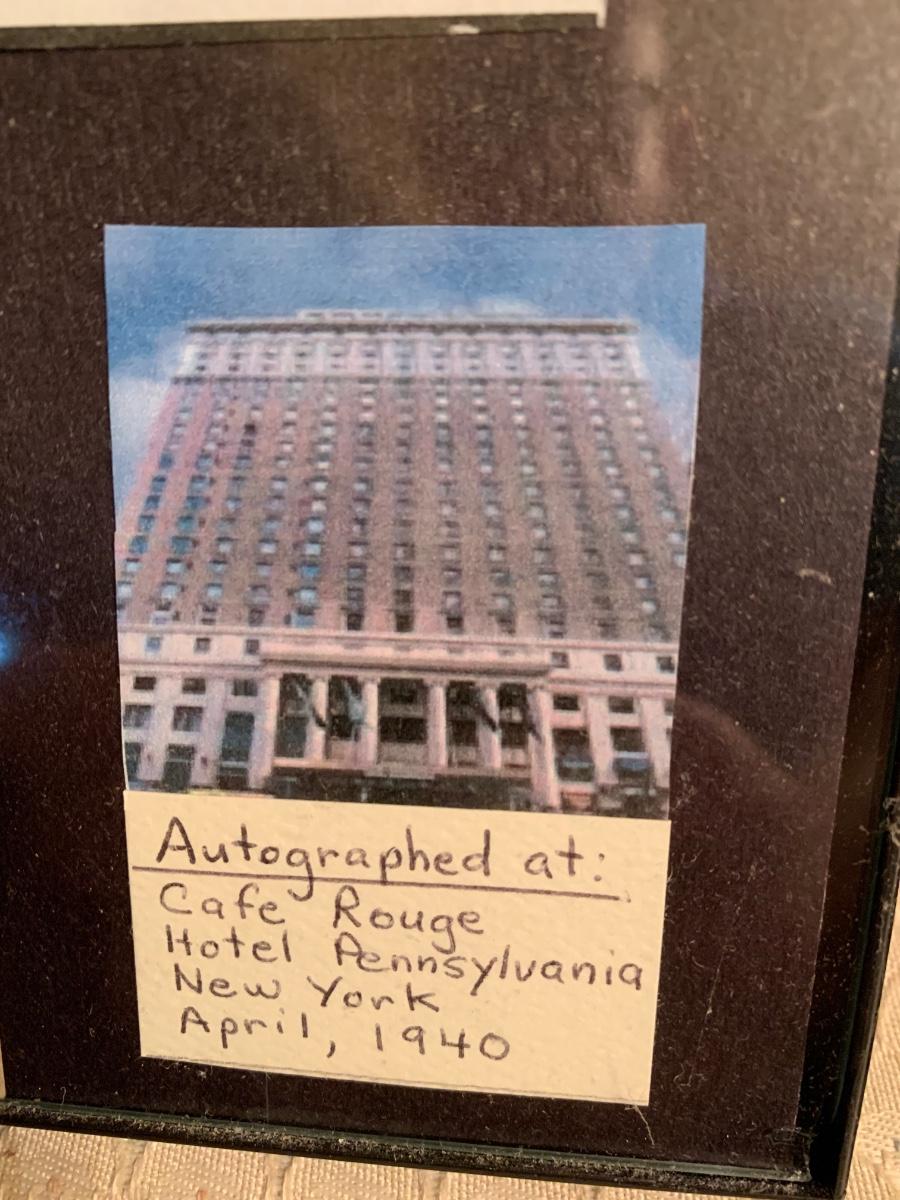 Autographed at:
Cafe Rouge
Hotel Pennsylvania
New York
April, 1940